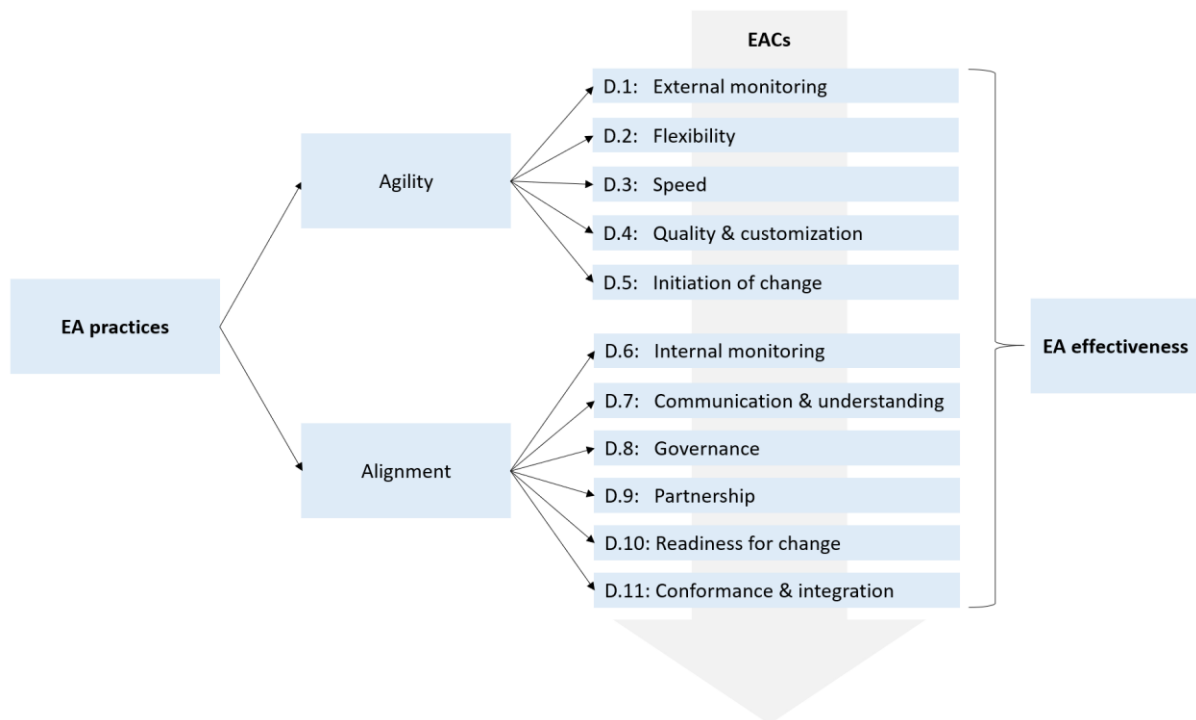 EACs
D.1: External monitoring
D.2: Flexibility
Agility
D.3: Speed
D.4: Quality & customization
D.5: Initiation of change
EA practices
D.6: Internal monitoring
EA effectiveness
D.7: Communication & understanding
D.8: Governance
Alignment
D.9: Partnership
D.10: Readiness for change
D.11: Conformance & integration